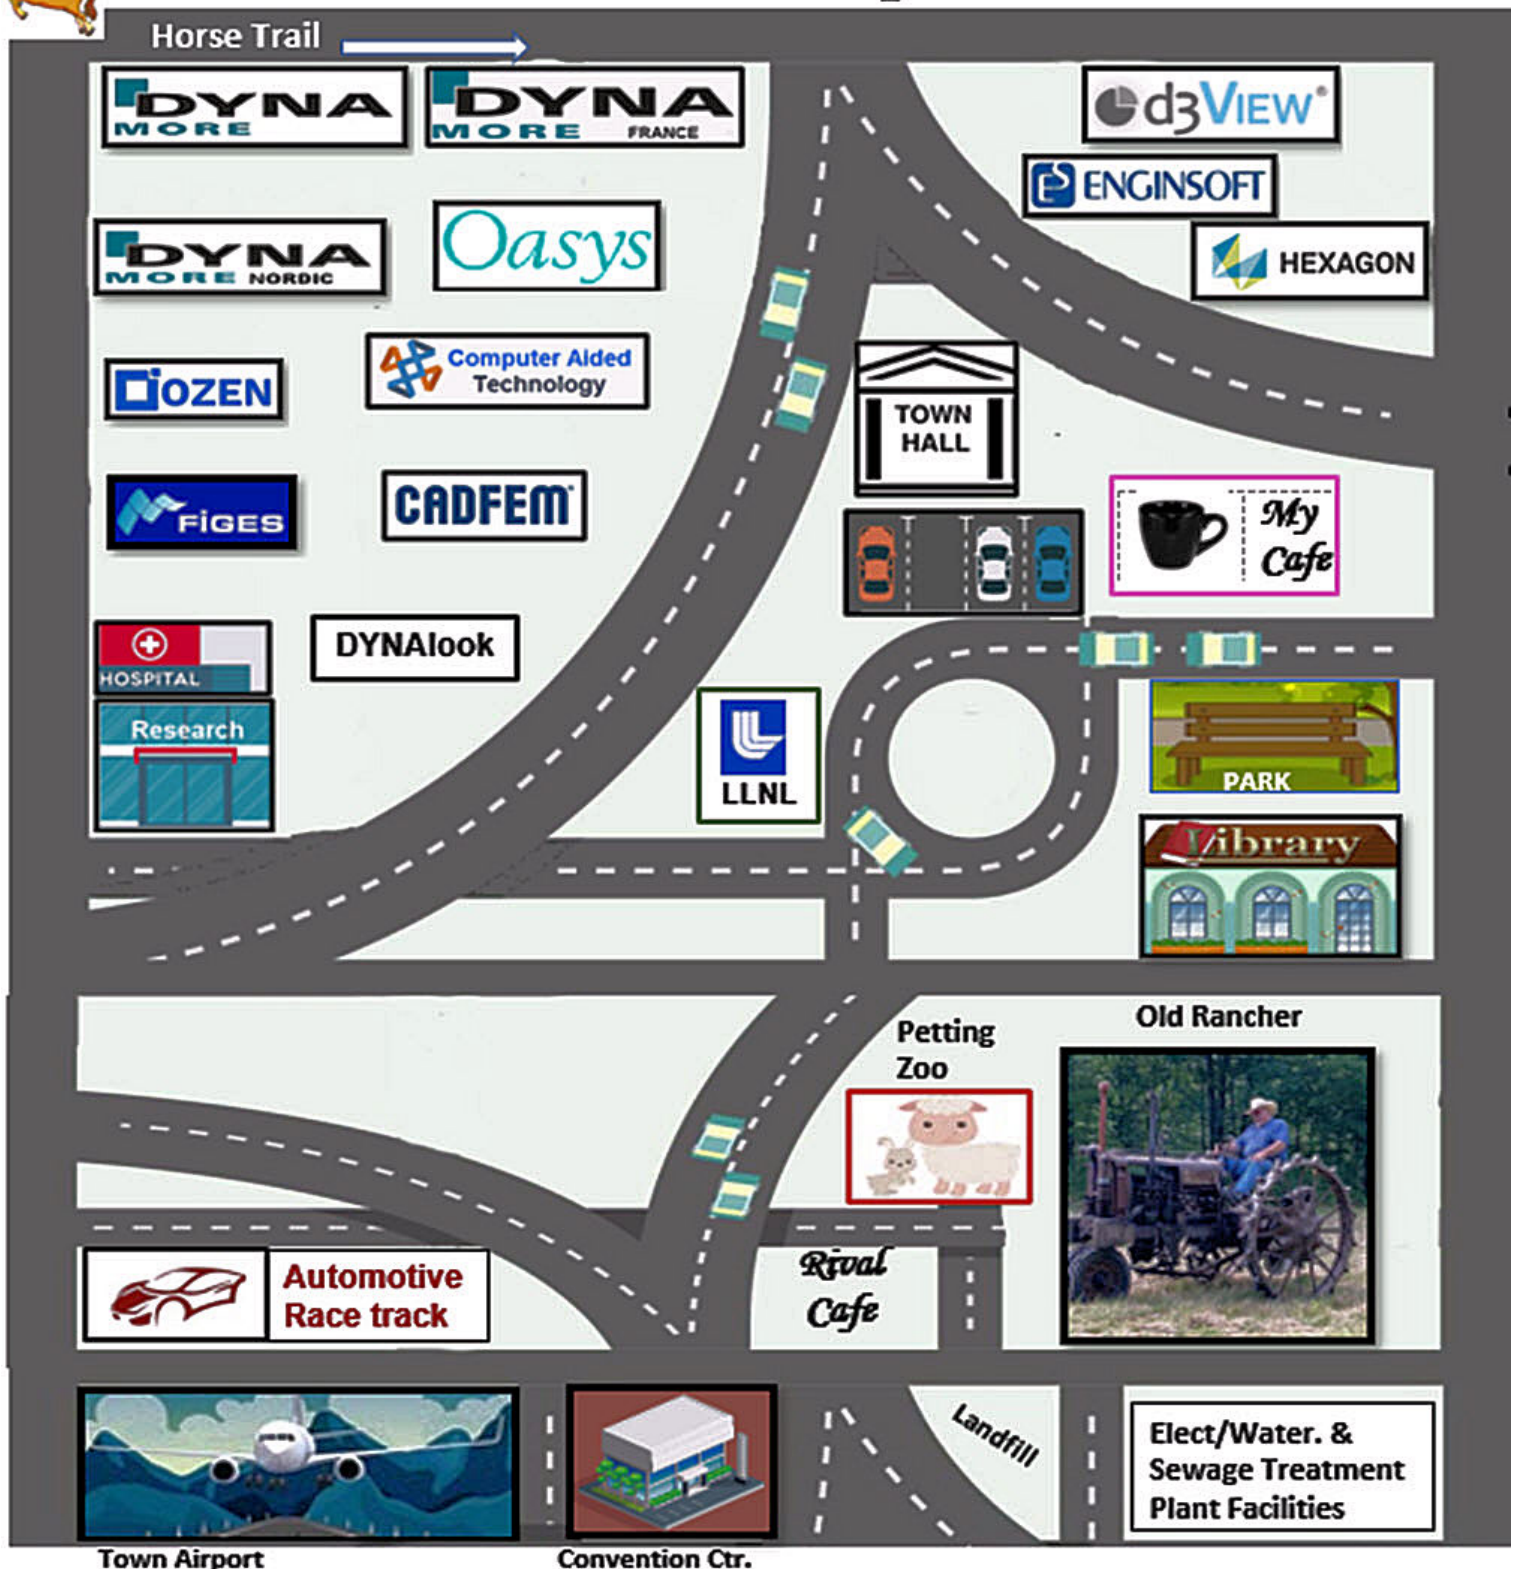 Horse Trail
DYNA
MORE
DYNA
MORE FRANCE
d3VIEW®
ENGINSOFT
HEXAGON
DYNA
MORE NORDIC
Oasys
OZEN
Computer Aided
Technology
TOWN
HALL
FiGES
CADFEM
My
Cafe
HOSPITAL
DYNAlook
Research
LLNL
PARK
Library
Petting
Zoo
Old Rancher
Automotive
Race track
Rival
Cafe
Landfill
Elect/Water. &
Sewage Treatment
Plant Facilities
Town Airport
Convention Ctr.